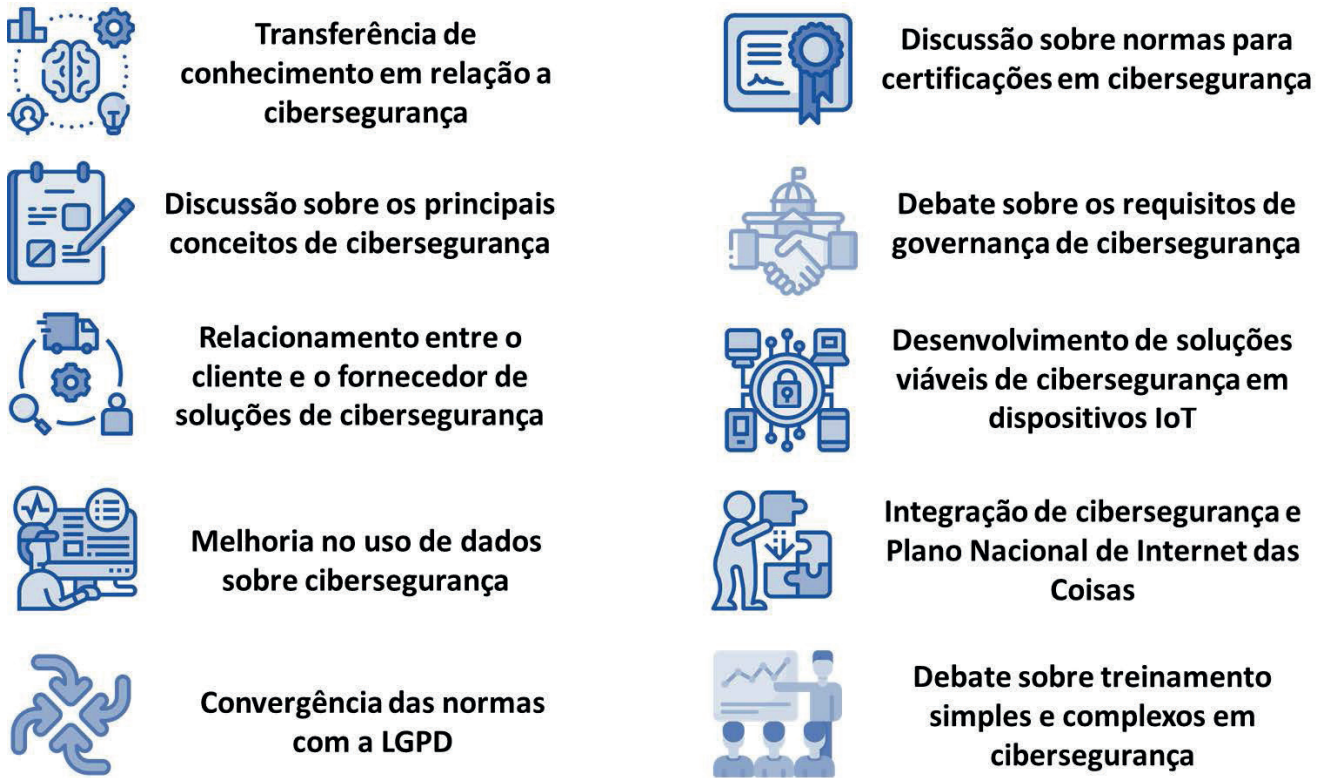 Transferência de
conhecimento em relação a
cibersegurança
Discussão sobre os principais
conceitos de cibersegurança
Relacionamento entre o
cliente e o fornecedor de
soluções de cibersegurança
Melhoria no uso de dados
sobre cibersegurança
Convergência das normas
com a LGPD
Discussão sobre normas para
certificações em cibersegurança
Debate sobre os requisitos de
governança de cibersegurança
Desenvolvimento de soluções
viáveis de cibersegurança em
dispositivos IoT
Integração de cibersegurança e
Plano Nacional de Internet das
Coisas
Debate sobre treinamento
simples e complexos em
cibersegurança